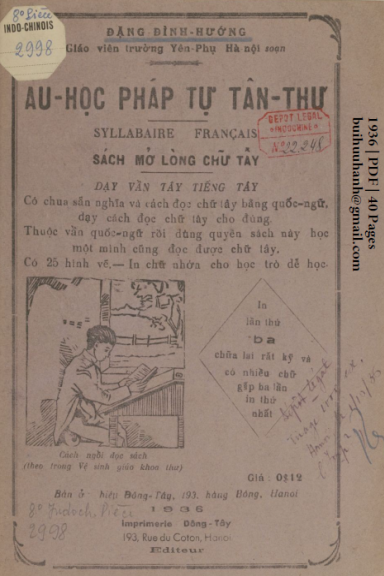 8° Pièce
INDO-CHINOIS
2998
ĐẶNG ĐÌNH-HƯỚNG
Giáo viên trường Yên-Phụ Hà nội soạn
AU-HỌC PHÁP TỰ TÂN-THƯ
SYLLABAIRE FRANÇAIS
DEPOT LEGAL
INDOCHINE
N° 22248
SÁCH MỞ LÒNG CHỮ TÂY
DẠY VẦN TÂY TIẾNG TÂY
Có chua sẵn nghĩa và cách đọc chữ tây bằng quốc-ngữ,
dạy cách đọc chữ tây cho đúng.
Thuộc vần quốc-ngữ rồi dùng quyển sách này học
một mình cũng đọc được chữ tây.
Có 25 hình vẽ.— In chữ nhớn cho học trò dễ học.
In
lần thứ
ba
chữa lại rất kỹ và
có nhiều chữ
gấp ba lần
in thứ
nhất
Cách ngồi đọc sách
(theo trong Vệ sinh giáo khoa thư)
Giá : 0$12
Bán ở hiệu Đông-Tây, 193, hàng Bông, Hanoi
1936
8° Indoch. Pièce
2998
Imprimerie Đông-Tây
193, Rue du Coton, Hanoi
Editeur
1936 | PDF | 40 Pages
buihuuhanh@gmail.com